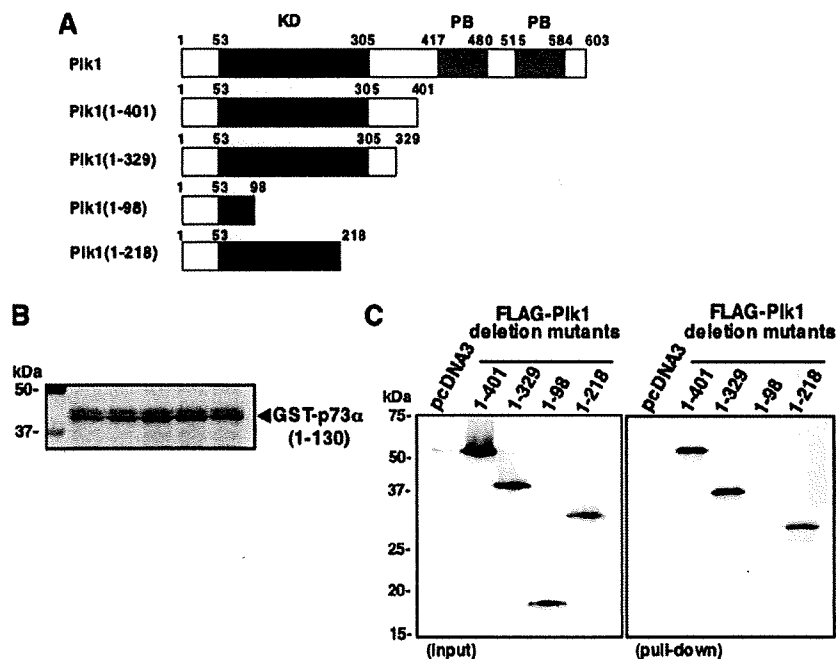 A
KD PB PB
1 53 305 417 480 515 584 603
Plk1
1 53 305 401
Plk1(1-401)
1 53 305 329
Plk1(1-329)
1 53 98
Plk1(1-98)
1 53 218
Plk1(1-218)
B
kDa
50-
37-
GST-p73α
(1-130)
C
FLAG-Plk1
deletion mutants
pcDNA3
1-401
1-329
1-98
1-218
kDa
75-
50-
37-
25-
20-
15-
(input)
FLAG-Plk1
deletion mutants
pcDNA3
1-401
1-329
1-98
1-218
(pull-down)